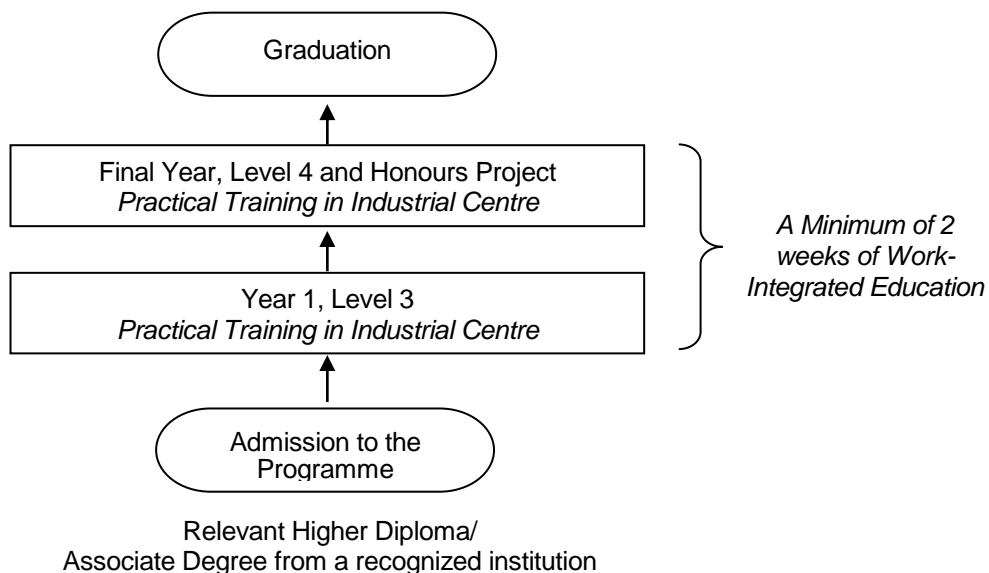 Graduation
Final Year, Level 4 and Honours Project
Practical Training in Industrial Centre
A Minimum of 2
weeks of Work-
Integrated Education
Year 1, Level 3
Practical Training in Industrial Centre
Admission to the
Programme
Relevant Higher Diploma/
Associate Degree from a recognized institution